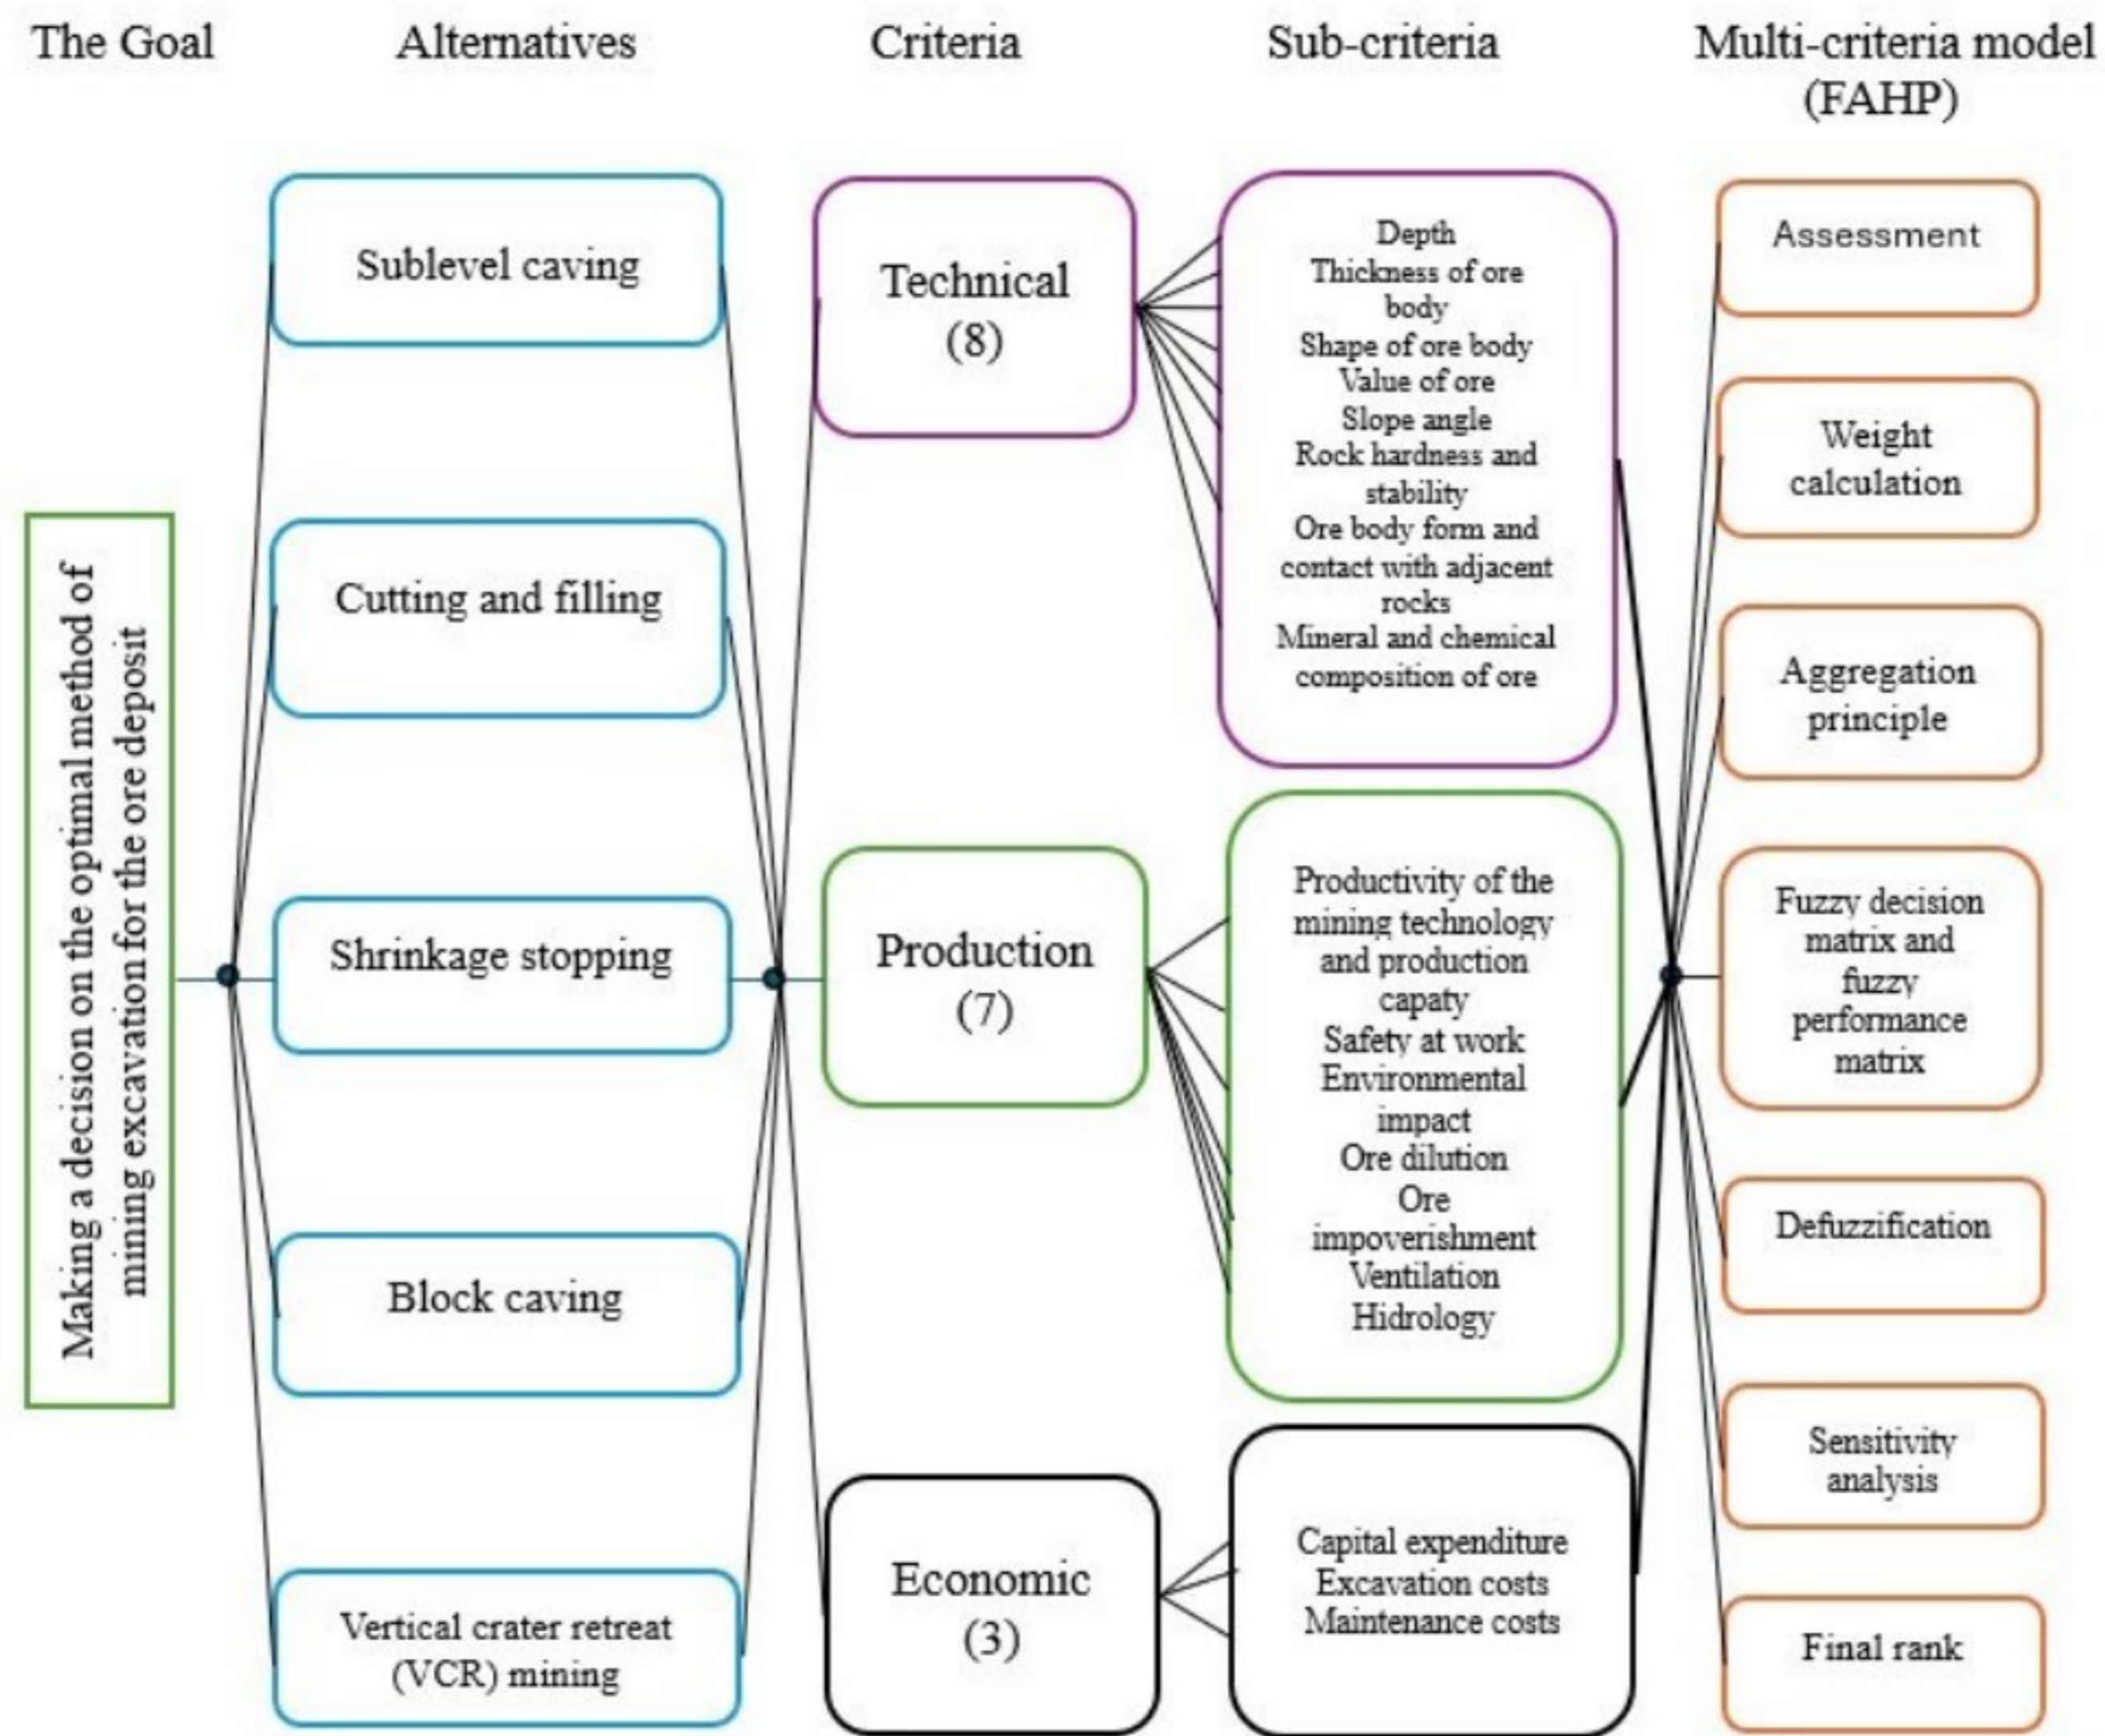 The Goal
Alternatives
Criteria
Sub-criteria
Multi-criteria model
(FAHP)
Making a decision on the optimal method of
mining excavation for the ore deposit
Sublevel caving
Cutting and filling
Shrinkage stopping
Block caving
Vertical crater retreat
(VCR) mining
Technical
(8)
Production
(7)
Economic
(3)
Depth
Thickness of ore
body
Shape of ore body
Value of ore
Slope angle
Rock hardness and
stability
Ore body form and
contact with adjacent
rocks
Mineral and chemical
composition of ore
Productivity of the
mining technology
and production
capaty
Safety at work
Environmental
impact
Ore dilution
Ore
impoverishment
Ventilation
Hidrology
Capital expenditure
Excavation costs
Maintenance costs
Assessment
Weight
calculation
Aggregation
principle
Fuzzy decision
matrix and
fuzzy
performance
matrix
Defuzzification
Sensitivity
analysis
Final rank